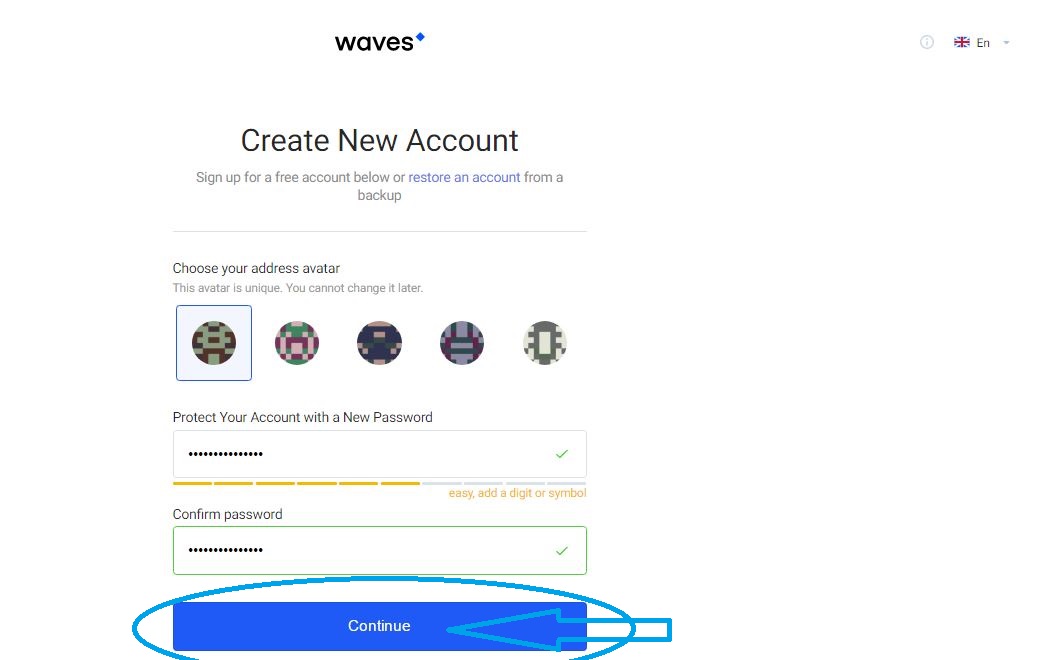 waves
En
Create New Account
Sign up for a free account below or restore an account from a
backup
Choose your address avatar
This avatar is unique. You cannot change it later.
Protect Your Account with a New Password
•••••••••••••••
easy, add a digit or symbol
Confirm password
•••••••••••••••
Continue